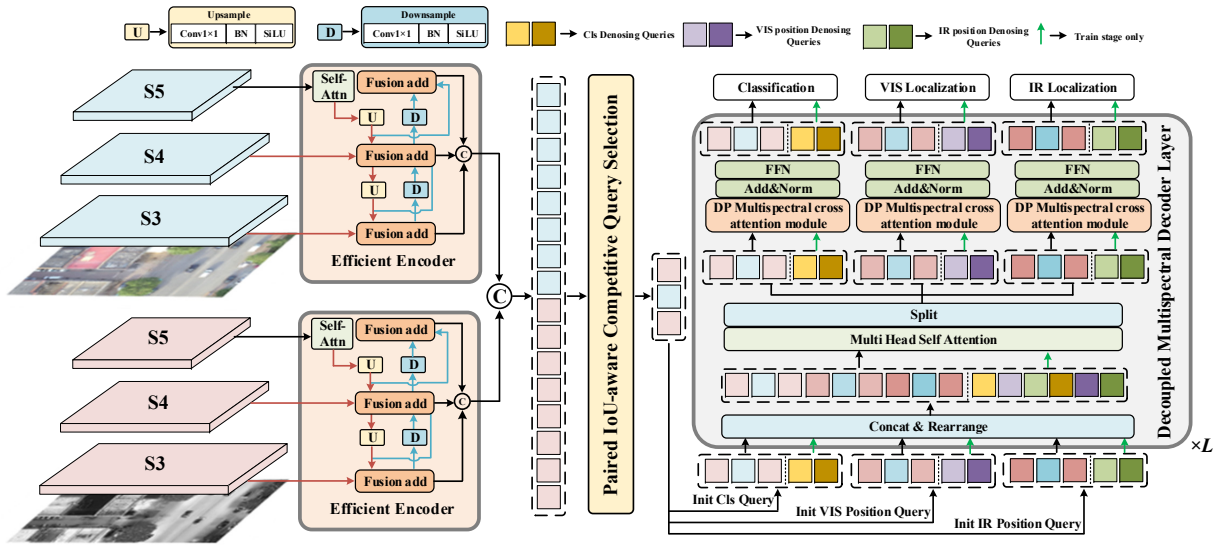 U
Upsample
Conv1×1 BN SiLU
D
Downsample
Conv1×1 BN SiLU
Cls Denosing Queries
VIS position Denosing
Queries
IR position Denosing
Queries
Train stage only
S5
S4
S3
Self-
Attn
Fusion add
U
D
Fusion add
C
U
D
Fusion add
Efficient Encoder
S5
S4
S3
Self-
Attn
Fusion add
U
D
Fusion add
C
U
D
Fusion add
Efficient Encoder
C
Paired IoU-aware Competitive Query Selection
Classification
VIS Localization
IR Localization
FFN
FFN
FFN
Add&Norm
Add&Norm
Add&Norm
DP Multispectral cross
attention module
DP Multispectral cross
attention module
DP Multispectral cross
attention module
Split
Multi Head Self Attention
Concat & Rearrange
Decoupled Multispectral Decoder Layer
×L
Init Cls Query
Init VIS Position Query
Init IR Position Query